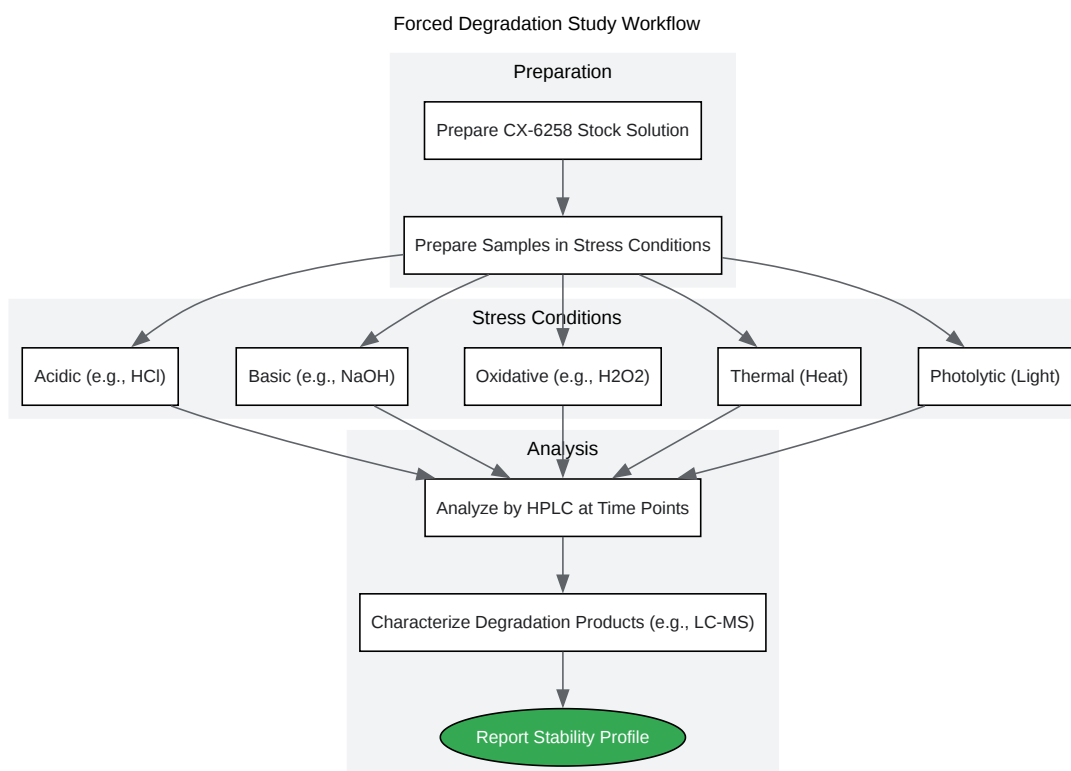 Forced Degradation Study Workflow
Preparation
Prepare CX-6258 Stock Solution
Prepare Samples in Stress Conditions
Stress Conditions
Acidic (e.g., HCl)
Basic (e.g., NaOH)
Oxidative (e.g., H2O2)
Thermal (Heat)
Photolytic (Light)
Analysis
Analyze by HPLC at Time Points
Characterize Degradation Products (e.g., LC-MS)
Report Stability Profile